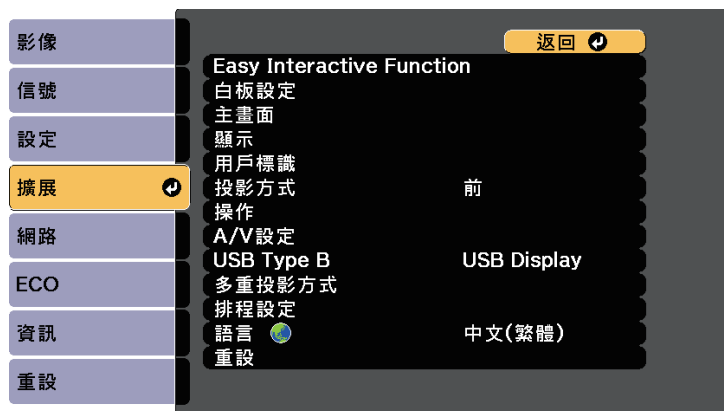 影像
信號
設定
擴展
網路
ECO
資訊
重設
返回
Easy Interactive Function
白板設定
主畫面
顯示
用戶標識
投影方式 前
操作
A/V設定
USB Type B USB Display
多重投影方式
排程設定
語言 中文(繁體)
重設